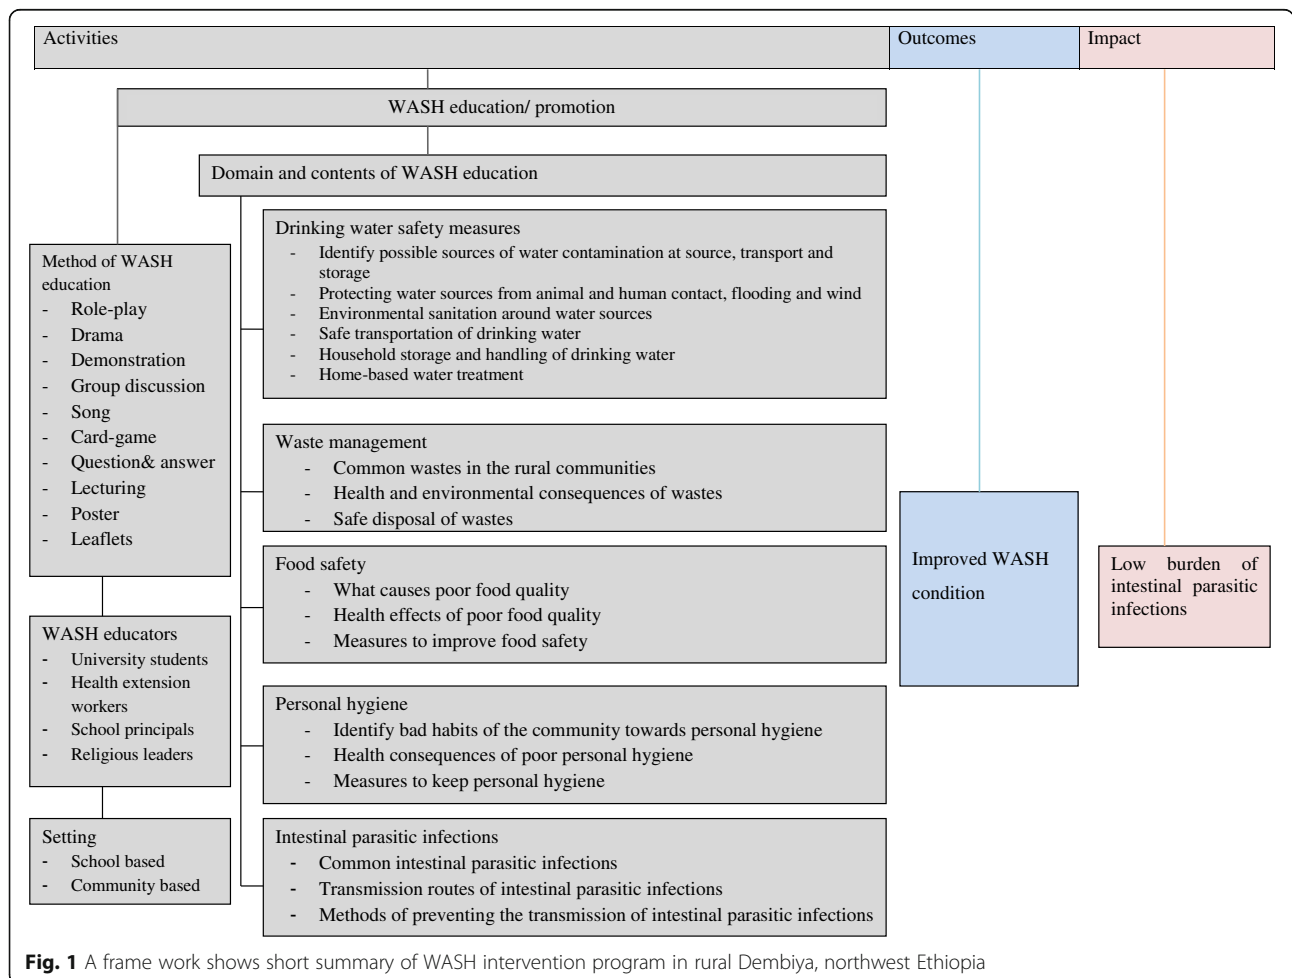 Activities
Outcomes
Impact
WASH education/ promotion
Domain and contents of WASH education
Method of WASH
education
- Role-play
- Drama
- Demonstration
- Group discussion
- Song
- Card-game
- Question& answer
- Lecturing
- Poster
- Leaflets
WASH educators
- University students
- Health extension
workers
- School principals
- Religious leaders
Setting
- School based
- Community based
Drinking water safety measures
- Identify possible sources of water contamination at source, transport and
storage
- Protecting water sources from animal and human contact, flooding and wind
- Environmental sanitation around water sources
- Safe transportation of drinking water
- Household storage and handling of drinking water
- Home-based water treatment
Waste management
- Common wastes in the rural communities
- Health and environmental consequences of wastes
- Safe disposal of wastes
Food safety
- What causes poor food quality
- Health effects of poor food quality
- Measures to improve food safety
Personal hygiene
- Identify bad habits of the community towards personal hygiene
- Health consequences of poor personal hygiene
- Measures to keep personal hygiene
Intestinal parasitic infections
- Common intestinal parasitic infections
- Transmission routes of intestinal parasitic infections
- Methods of preventing the transmission of intestinal parasitic infections
Improved WASH
condition
Low burden of
intestinal parasitic
infections
Fig. 1 A frame work shows short summary of WASH intervention program in rural Dembiya, northwest Ethiopia